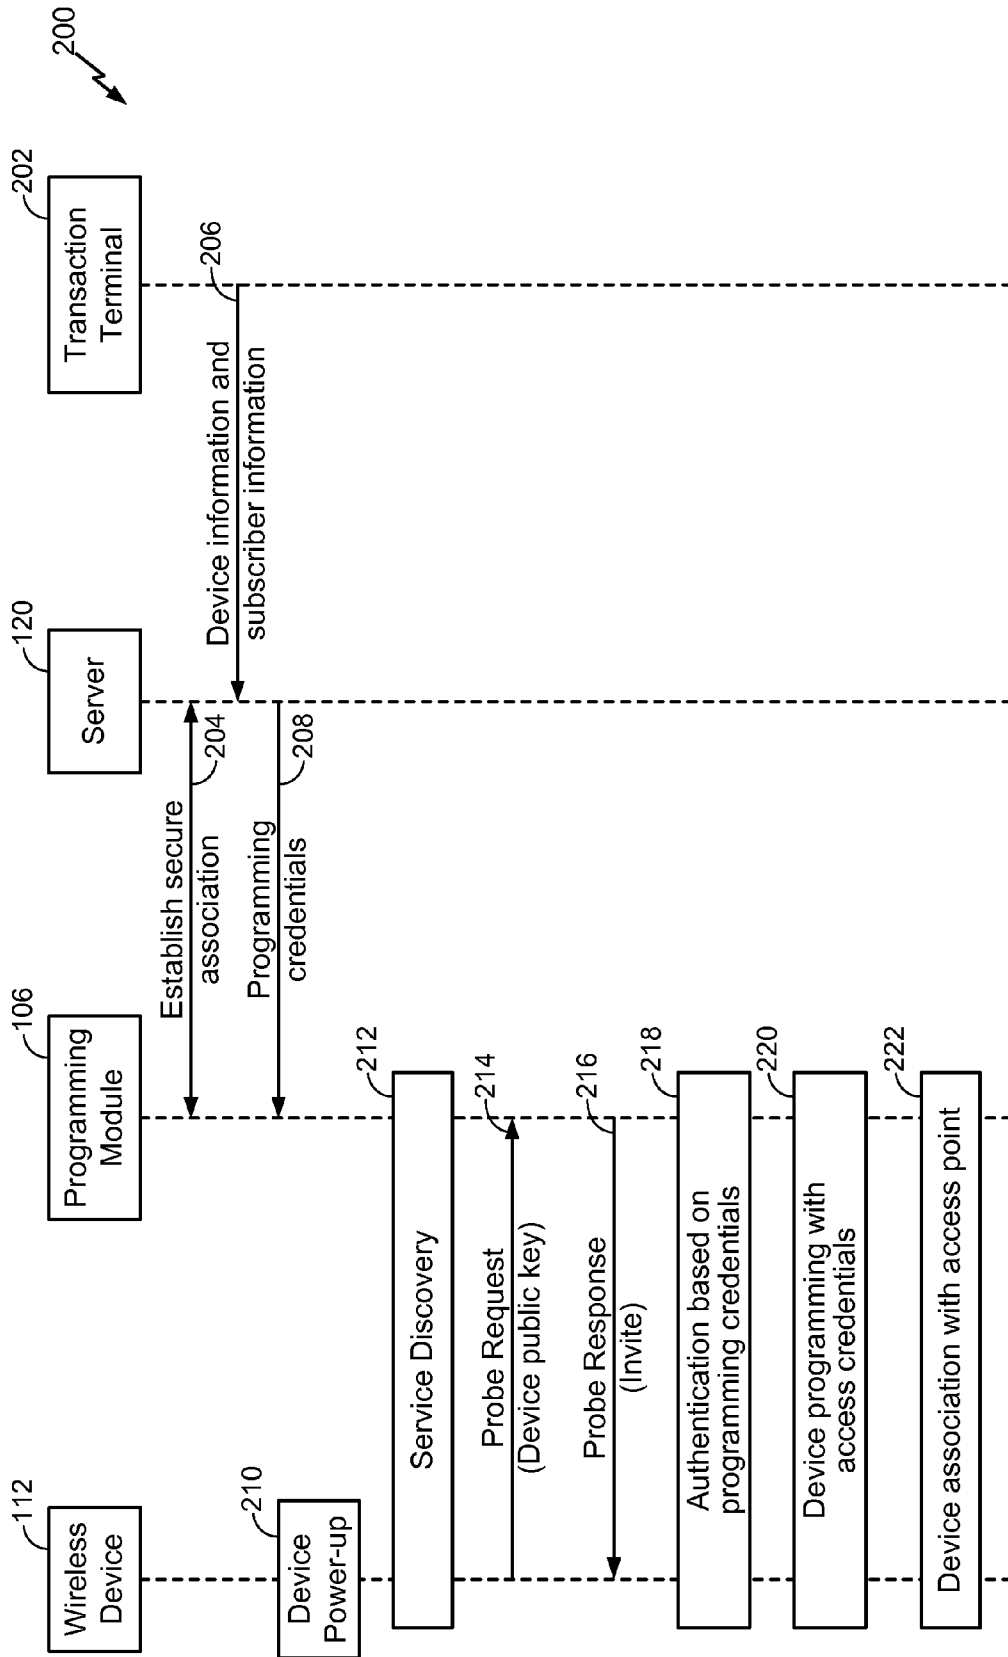 200
112
Wireless
Device
106
Programming
Module
120
Server
202
Transaction
Terminal
Establish secure
association
204
Device information and
subscriber information
206
Programming
credentials
208
210
Device
Power-up
212
Service Discovery
Probe Request
(Device public key)
214
Probe Response
(Invite)
216
218
Authentication based on
programming credentials
220
Device programming with
access credentials
222
Device association with access point